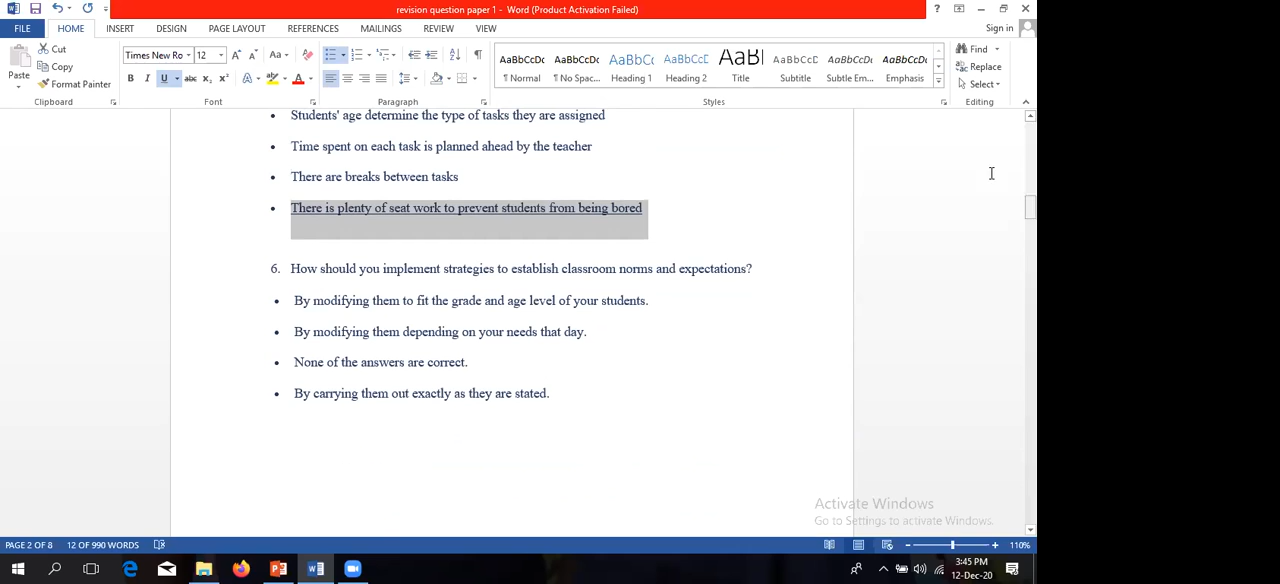 revision question paper 1 - Word (Product Activation Failed)
FILE HOME INSERT DESIGN PAGE LAYOUT REFERENCES MAILINGS REVIEW VIEW Sign in
Paste Cut Copy Format Painter
Times New Ro 12 Aa
B I U abc X₂ X² A A
AaBbCcDc AaBbCcDc AaBbCc AaBbCcE AaBl AaBbCcD AaBbCcDc AaBbCcDc
¶ Normal ¶ No Spac... Heading 1 Heading 2 Title Subtitle Subtle Em... Emphasis
Find Replace Select
Clipboard Font Paragraph Styles Editing
• Students' age determine the type of tasks they are assigned
• Time spent on each task is planned ahead by the teacher
• There are breaks between tasks
• There is plenty of seat work to prevent students from being bored
6. How should you implement strategies to establish classroom norms and expectations?
• By modifying them to fit the grade and age level of your students.
• By modifying them depending on your needs that day.
• None of the answers are correct.
• By carrying them out exactly as they are stated.
Activate Windows
Go to Settings to activate Windows.
PAGE 2 OF 8 12 OF 990 WORDS 110%
3:45 PM
12-Dec-20